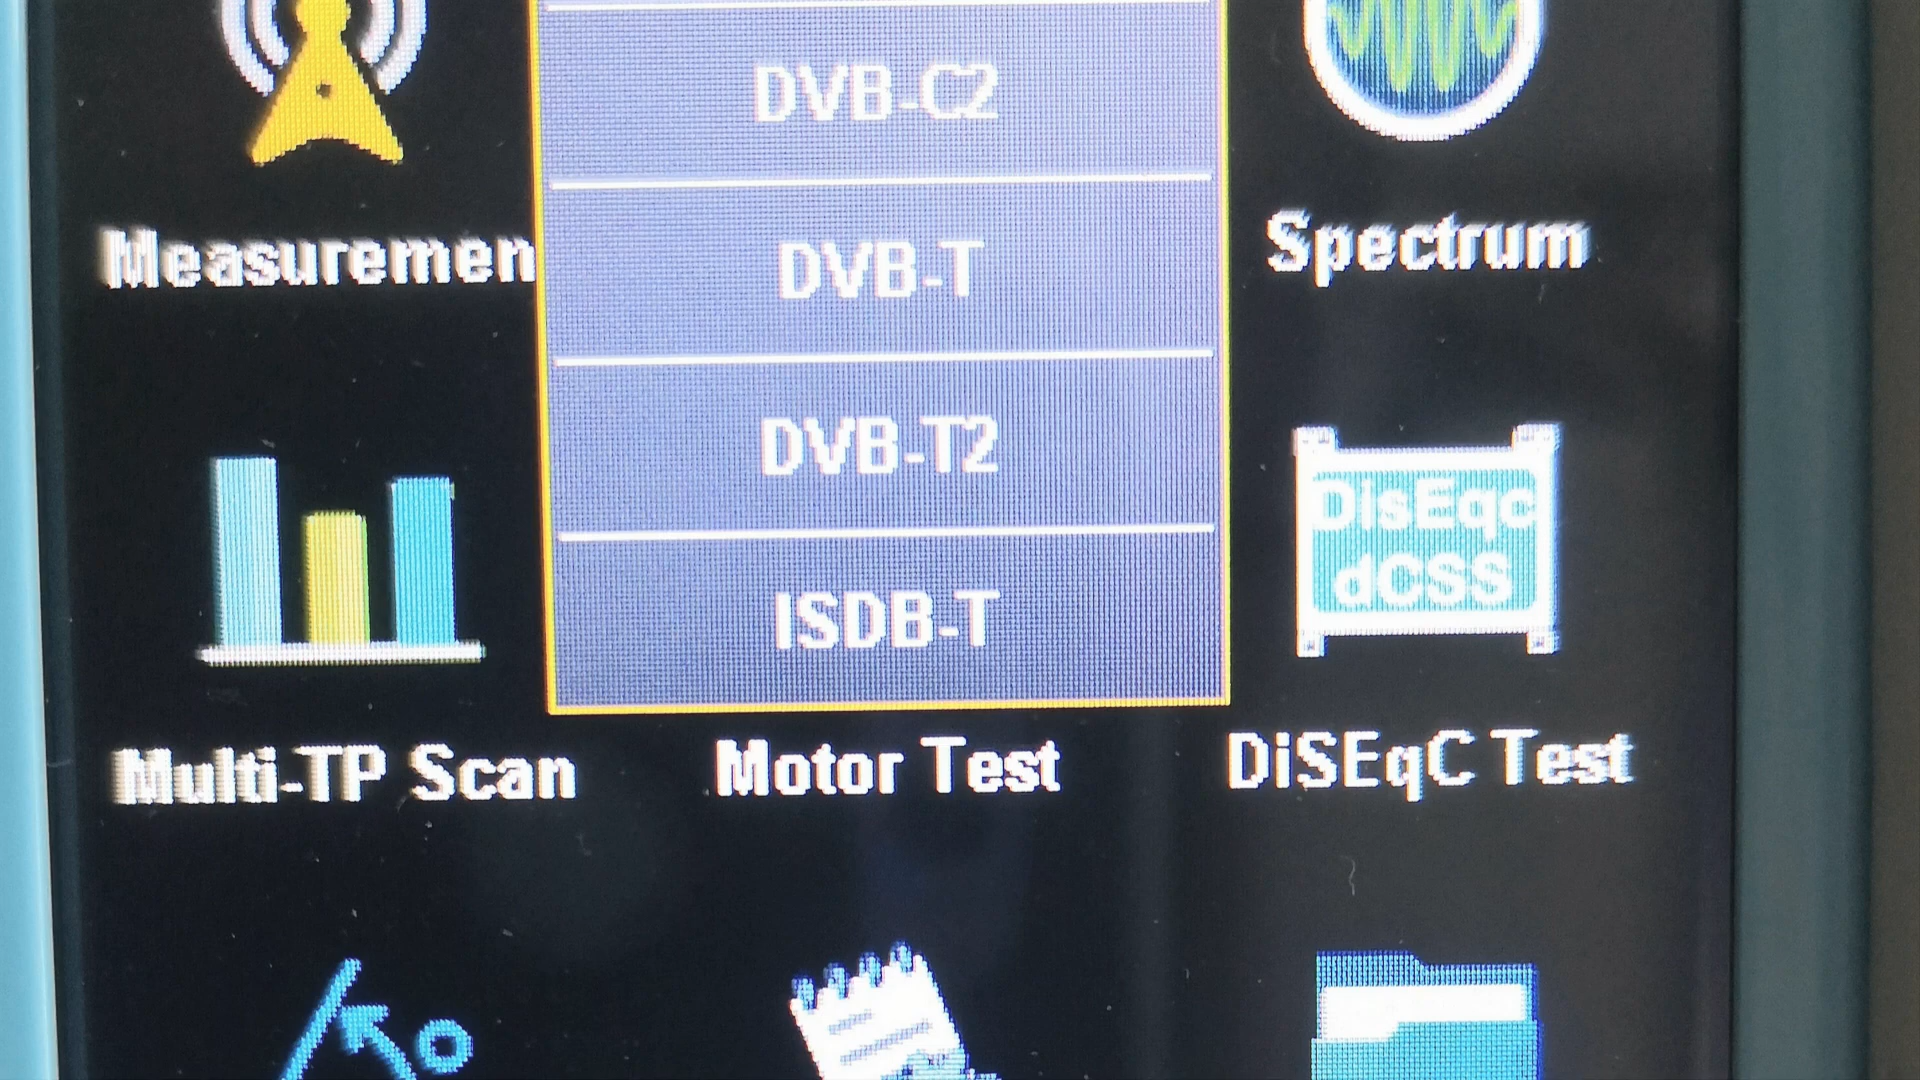 DVB-C2
Measuremen
DVB-T
Spectrum
DVB-T2
DisEqc
dCSS
ISDB-T
Multi-TP Scan
Motor Test
DiSEqC Test